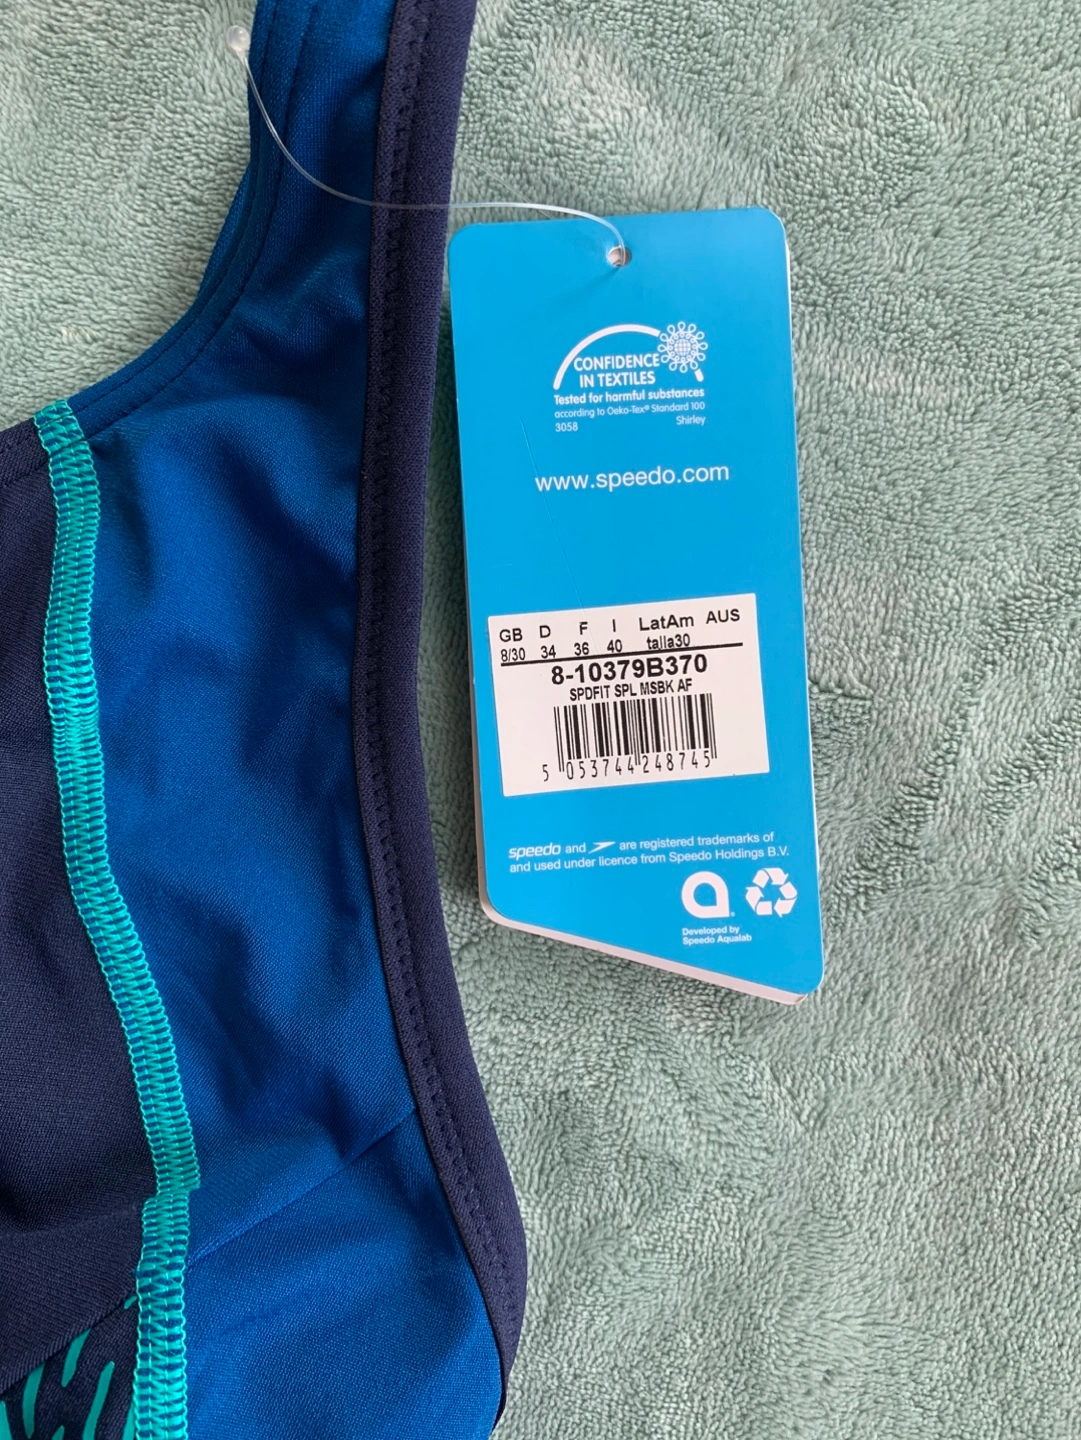 CONFIDENCE
IN TEXTILES
Tested for harmful substances
according to Oeko-Tex® Standard 100
3058 Shirley
www.speedo.com
GB D F I LatAm AUS
8/30 34 36 40 talla30
8-10379B370
SPDFIT SPL MSBK AF
5 053744 248745
speedo and are registered trademarks of
and used under licence from Speedo Holdings B.V.
Developed by
Speedo Aqualab